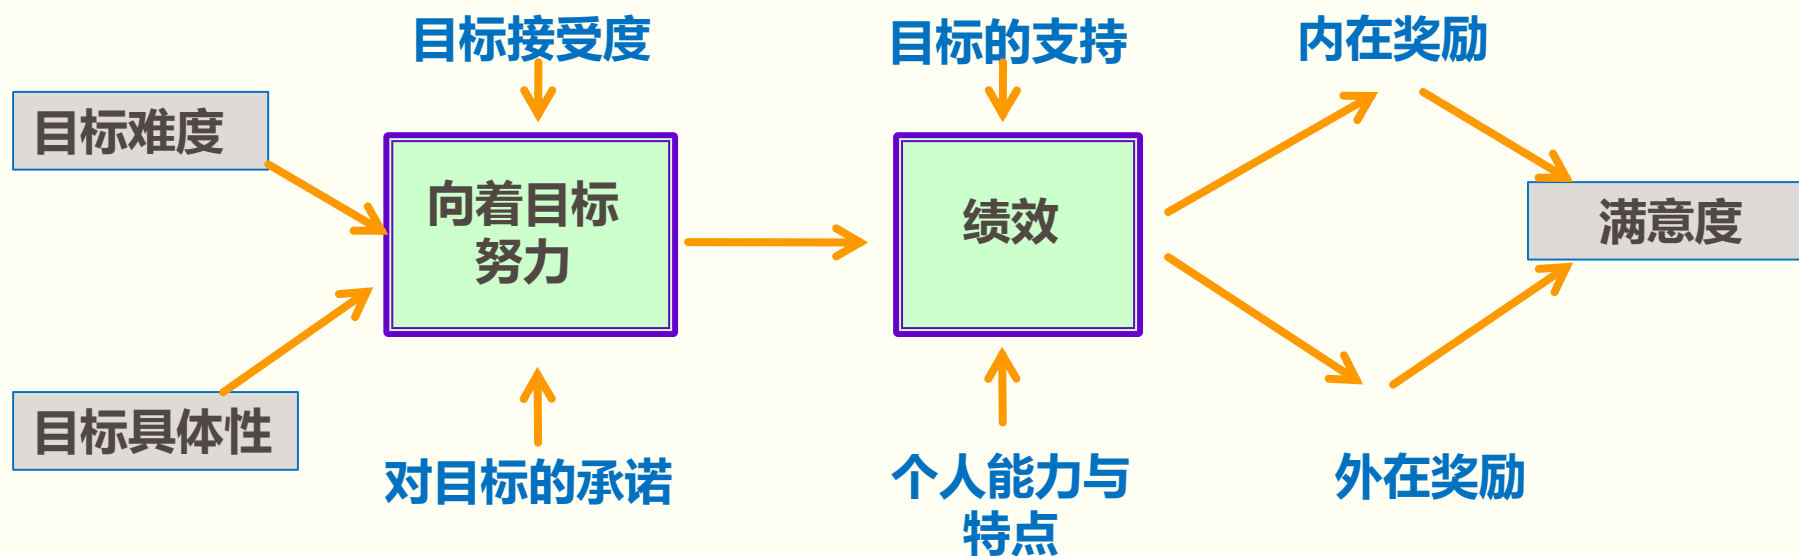 目标接受度
目标的支持
内在奖励
目标难度
向着目标
努力
绩效
满意度
目标具体性
对目标的承诺
个人能力与
特点
外在奖励